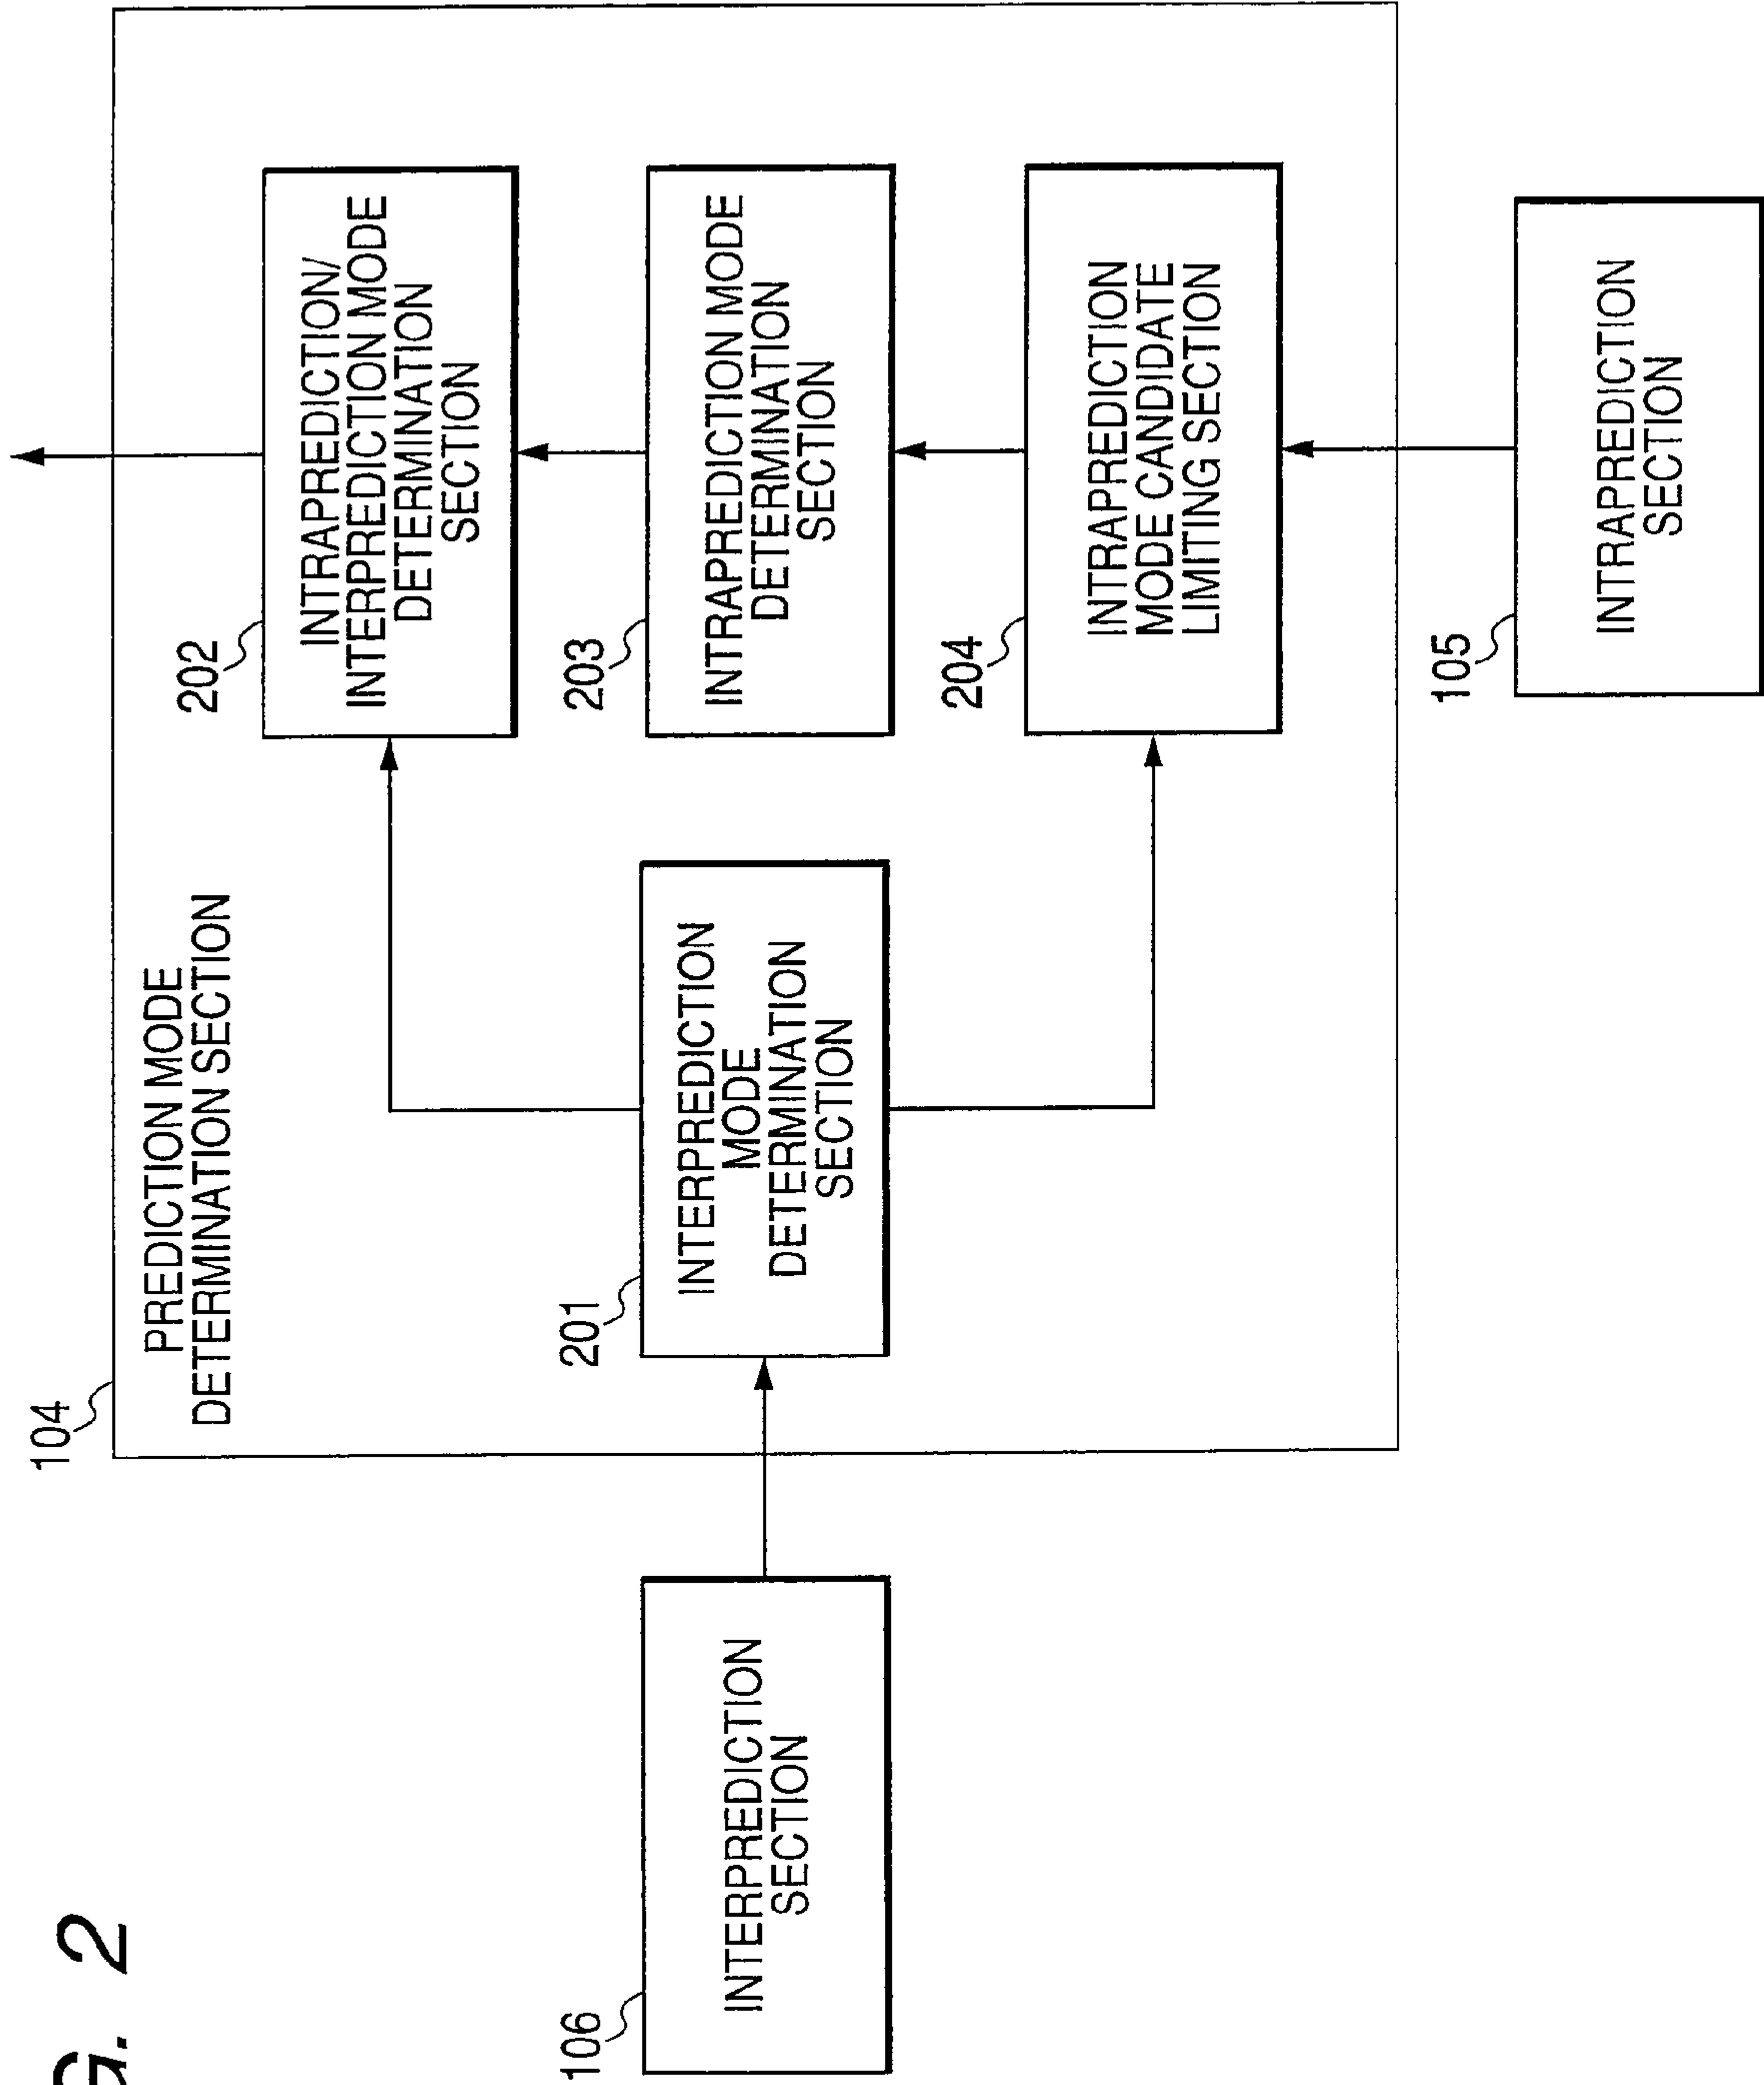 G. 2
104
PREDICTION MODE
DETERMINATION SECTION
106
INTERPREDICTION
SECTION
201
INTERPREDICTION
MODE
DETERMINATION
SECTION
202
INTRAPREDICTION/
INTERPREDICTION MODE
DETERMINATION
SECTION
203
INTRAPREDICTION MODE
DETERMINATION
SECTION
204
INTRAPREDICTION
MODE CANDIDATE
LIMITING SECTION
105
INTRAPREDICTION
SECTION